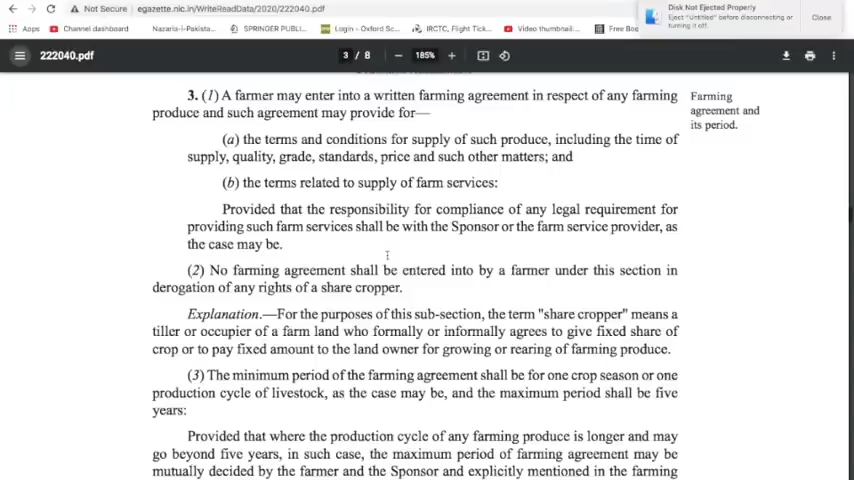 Not Secure
egazette.nic.in/WriteReadData/2020/222040.pdf
Disk Not Ejected Properly
Eject "Untitled" before disconnecting or
turning it off.
Close
Apps
Channel dashboard
Nazaria-i-Pakista...
SPRINGER PUBLI...
Login – Oxford Sc...
IRCTC, Flight Tick...
Video thumbnail...
Free Boo
222040.pdf
3 / 8
185%
3. (1) A farmer may enter into a written farming agreement in respect of any farming
produce and such agreement may provide for—
Farming
agreement and
its period.
(a) the terms and conditions for supply of such produce, including the time of
supply, quality, grade, standards, price and such other matters; and
(b) the terms related to supply of farm services:
Provided that the responsibility for compliance of any legal requirement for
providing such farm services shall be with the Sponsor or the farm service provider, as
the case may be.
(2) No farming agreement shall be entered into by a farmer under this section in
derogation of any rights of a share cropper.
Explanation.—For the purposes of this sub-section, the term "share cropper" means a
tiller or occupier of a farm land who formally or informally agrees to give fixed share of
crop or to pay fixed amount to the land owner for growing or rearing of farming produce.
(3) The minimum period of the farming agreement shall be for one crop season or one
production cycle of livestock, as the case may be, and the maximum period shall be five
years:
Provided that where the production cycle of any farming produce is longer and may
go beyond five years, in such case, the maximum period of farming agreement may be
mutually decided by the farmer and the Sponsor and explicitly mentioned in the farming